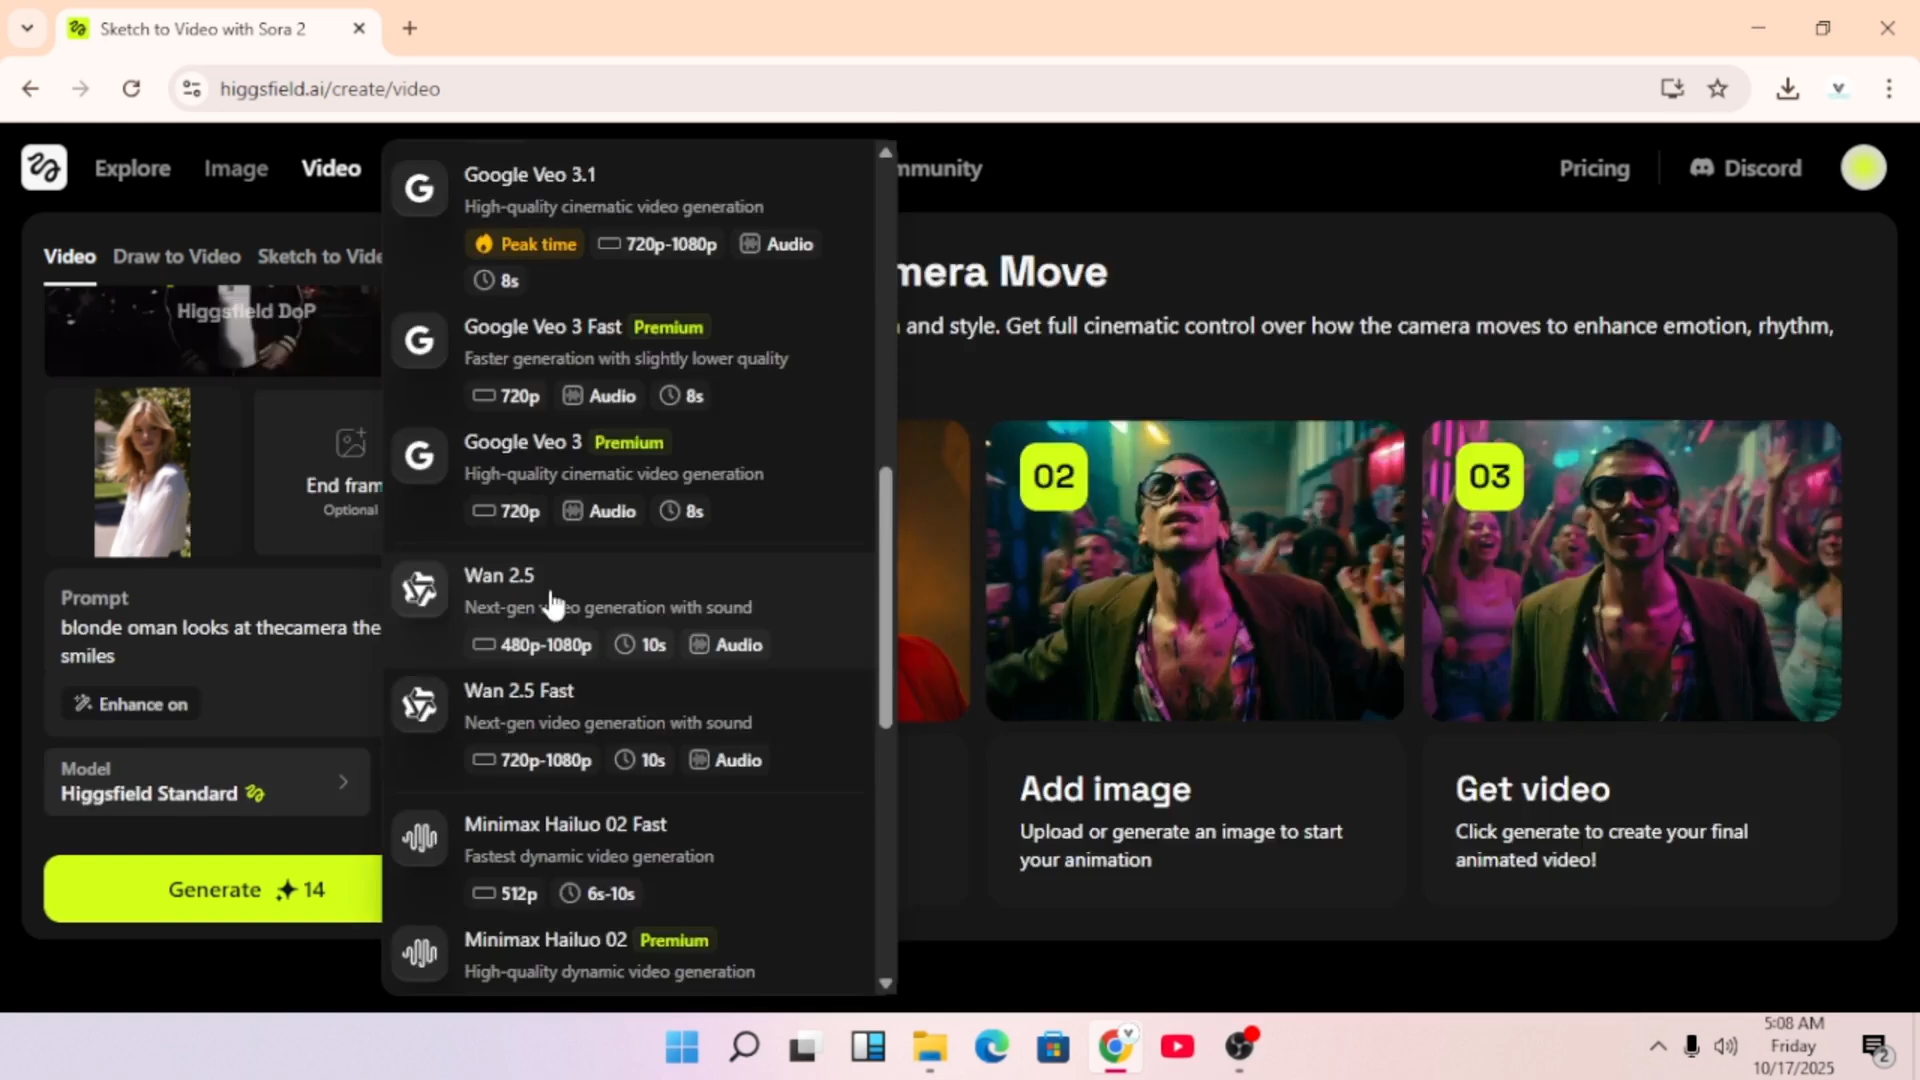 Sketch to Video with Sora 2
higgsfield.ai/create/video
Explore
Image
Video
mmunity
Pricing
Discord
Video
Draw to Video
Sketch to Vide
Higgsfield DoP
End fram
Optional
Prompt
blonde oman looks at thecamera the
smiles
Enhance on
Model
Higgsfield Standard
Generate 14
Google Veo 3.1
High-quality cinematic video generation
Peak time 720p-1080p Audio
8s
Google Veo 3 Fast Premium
Faster generation with slightly lower quality
720p Audio 8s
Google Veo 3 Premium
High-quality cinematic video generation
720p Audio 8s
Wan 2.5
Next-gen video generation with sound
480p-1080p 10s Audio
Wan 2.5 Fast
Next-gen video generation with sound
720p-1080p 10s Audio
Minimax Hailuo 02 Fast
Fastest dynamic video generation
512p 6s-10s
Minimax Hailuo 02 Premium
High-quality dynamic video generation
mera Move
and style. Get full cinematic control over how the camera moves to enhance emotion, rhythm,
02
03
Add image
Upload or generate an image to start
your animation
Get video
Click generate to create your final
animated video!
5:08 AM
Friday
10/17/2025
2